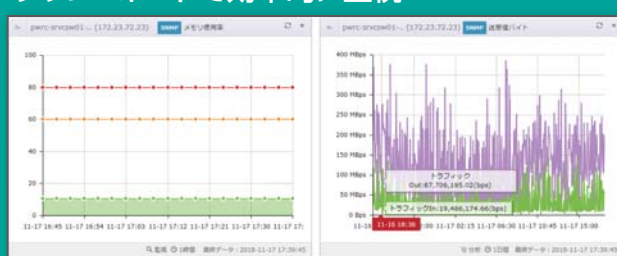 pwrc-srvcpw01-... (172.23.72.23) SNMP メモリ使用率
100
80
60
40
20
0
11-17 16:45 11-17 16:54 11-17 17:03 11-17 17:12 11-17 17:21 11-17 17:30 11-17 17:
監視 1時間 最終データ : 2018-11-17 17:39:45
pwrc-srvcpw01-... (172.23.72.23) SNMP 送受信バイト
400 MBps
350 MBps
300 MBps
250 MBps
200 MBps
150 MBps
100 MBps
50 MBps
0 Bps
トラフィック
Out:87,706,195.02(bps)
トラフィックIn:19,466,174.66(bps)
11-16 11-16 18:36 :00 11-17 02:15 11-17 06:30 11-17 10:45 11-17 15:00
分析 1日間 最終データ : 2018-11-17 17:39:45